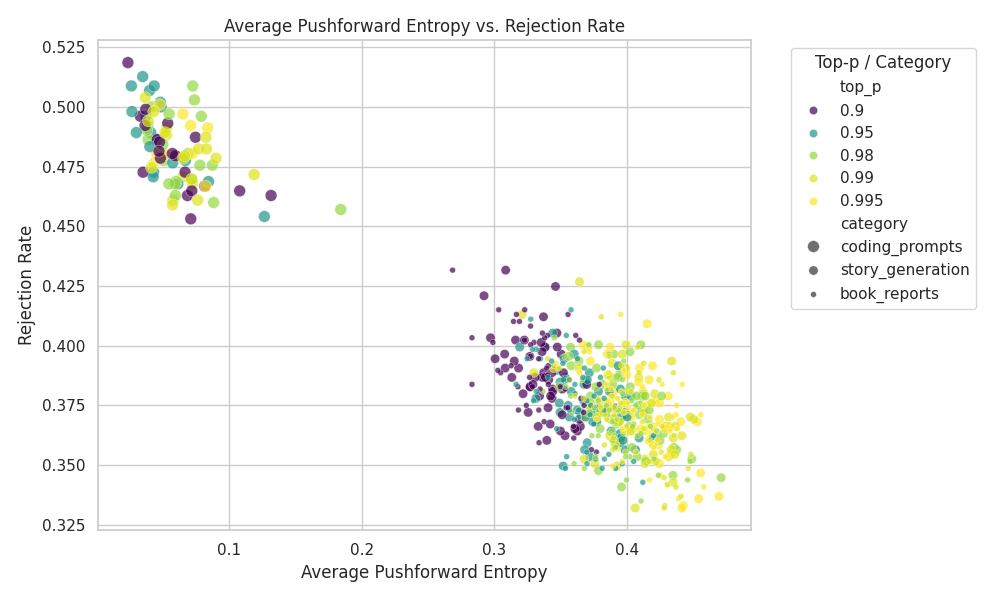 Average Pushforward Entropy vs. Rejection Rate
0.525
0.500
0.475
0.450
0.425
0.400
0.375
0.350
0.325
Rejection Rate
0.1
0.2
0.3
0.4
Average Pushforward Entropy
Top-p / Category
top_p
0.9
0.95
0.98
0.99
0.995
category
coding_prompts
story_generation
book_reports